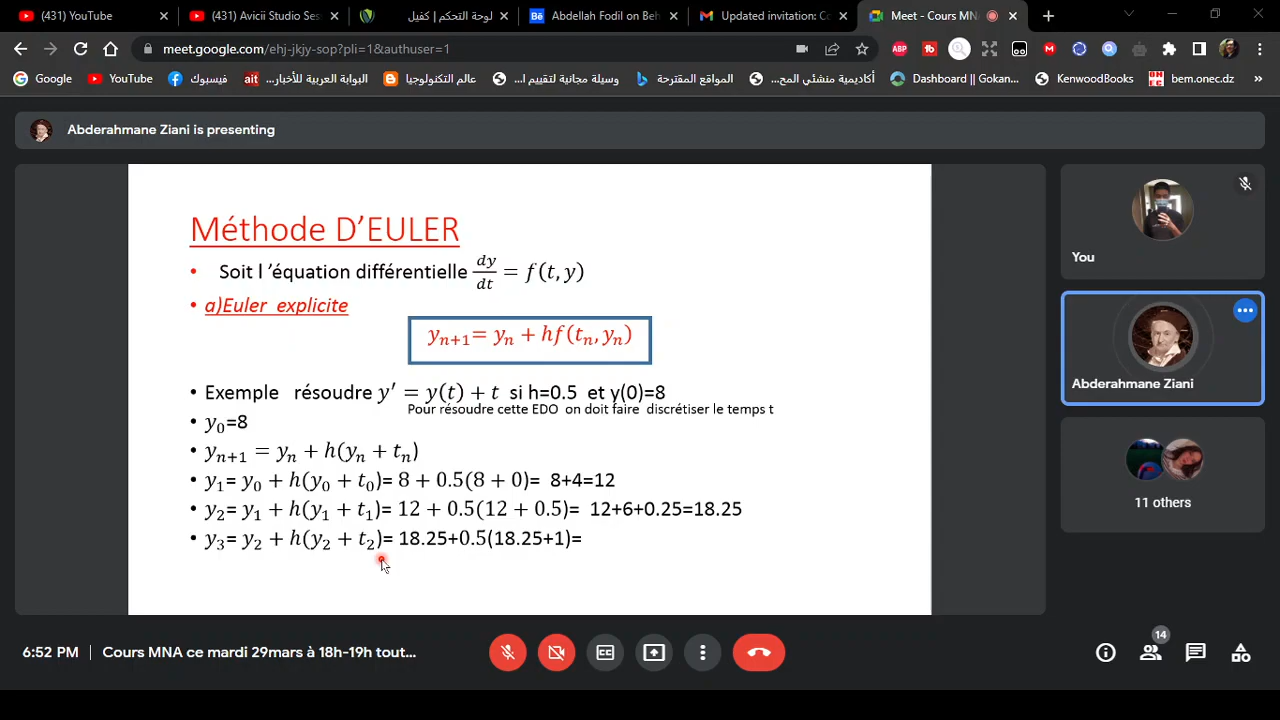 (431) YouTube
(431) Avicii Studio Ses
لوحة التحكم | كفيل
Abdellah Fodil on Beh
Updated invitation: Co
Meet - Cours MN
meet.google.com/ehj-jkjy-sop?pli=1&authuser=1
Google
YouTube
فيسبوك
البوابة العربية للأخبار...
عالم التكنولوجيا
وسيلة مجانية لتقييم ا...
المواقع المقترحة
أكاديمية منشئي المح...
Dashboard || Gokan...
KenwoodBooks
bem.onec.dz
Abderahmane Ziani is presenting
Méthode D’EULER
• Soit l ’équation différentielle dy/dt = f(t, y)
• a)Euler explicite
yₙ₊₁= yₙ + hf(tₙ, yₙ)
• Exemple résoudre y′ = y(t) + t si h=0.5 et y(0)=8
Pour résoudre cette EDO on doit faire discrétiser le temps t
• y₀=8
• yₙ₊₁ = yₙ + h(yₙ + tₙ)
• y₁= y₀ + h(y₀ + t₀)= 8 + 0.5(8 + 0)= 8+4=12
• y₂= y₁ + h(y₁ + t₁)= 12 + 0.5(12 + 0.5)= 12+6+0.25=18.25
• y₃= y₂ + h(y₂ + t₂)= 18.25+0.5(18.25+1)=
You
Abderahmane Ziani
11 others
6:52 PM | Cours MNA ce mardi 29mars à 18h-19h tout...
14